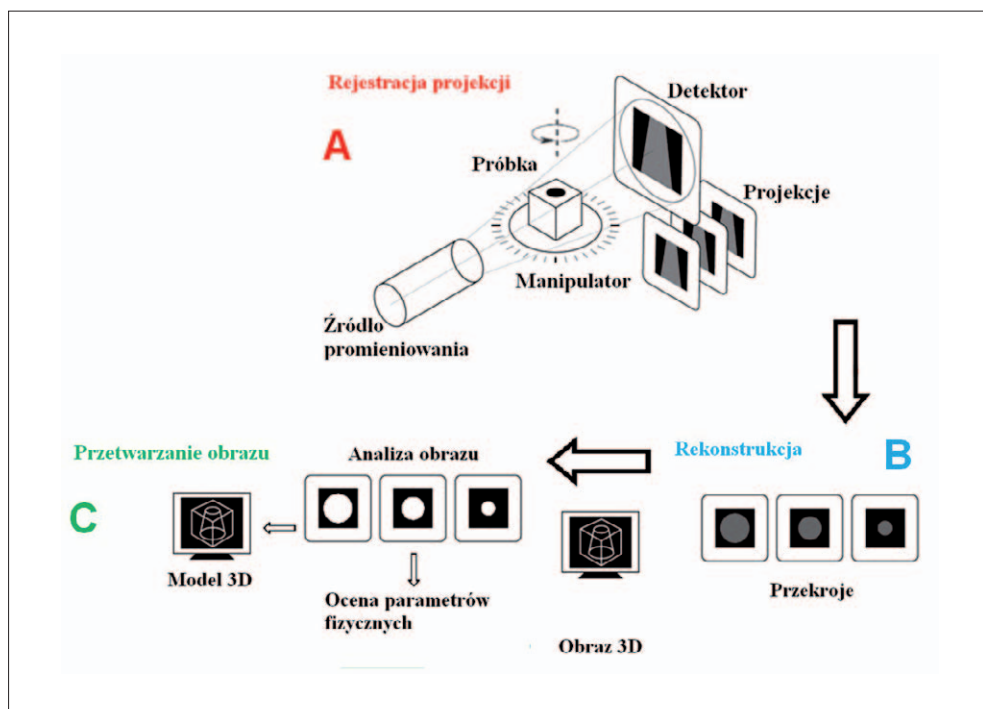 Rejestracja projekcji
A
Detektor
Próbka
Projekcje
Manipulator
Źródło
promieniowania
Rekonstrukcja
B
Przekroje
Obraz 3D
Przetwarzanie obrazu
C
Analiza obrazu
Model 3D
Ocena parametrów
fizycznych